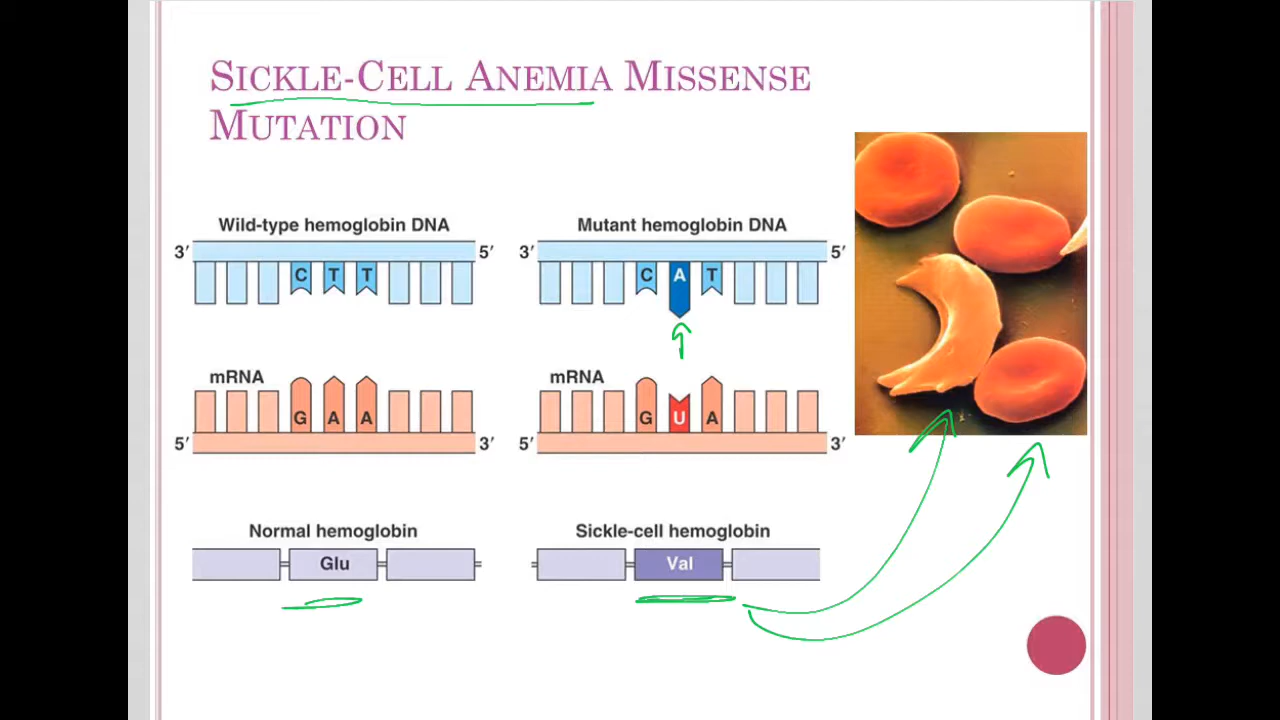 SICKLE-CELL ANEMIA MISSENSE
MUTATION
Wild-type hemoglobin DNA
3′ 5′
C T T
mRNA
G A A
5′ 3′
Normal hemoglobin
Glu
Mutant hemoglobin DNA
3′ 5′
C A T
mRNA
G U A
5′ 3′
Sickle-cell hemoglobin
Val